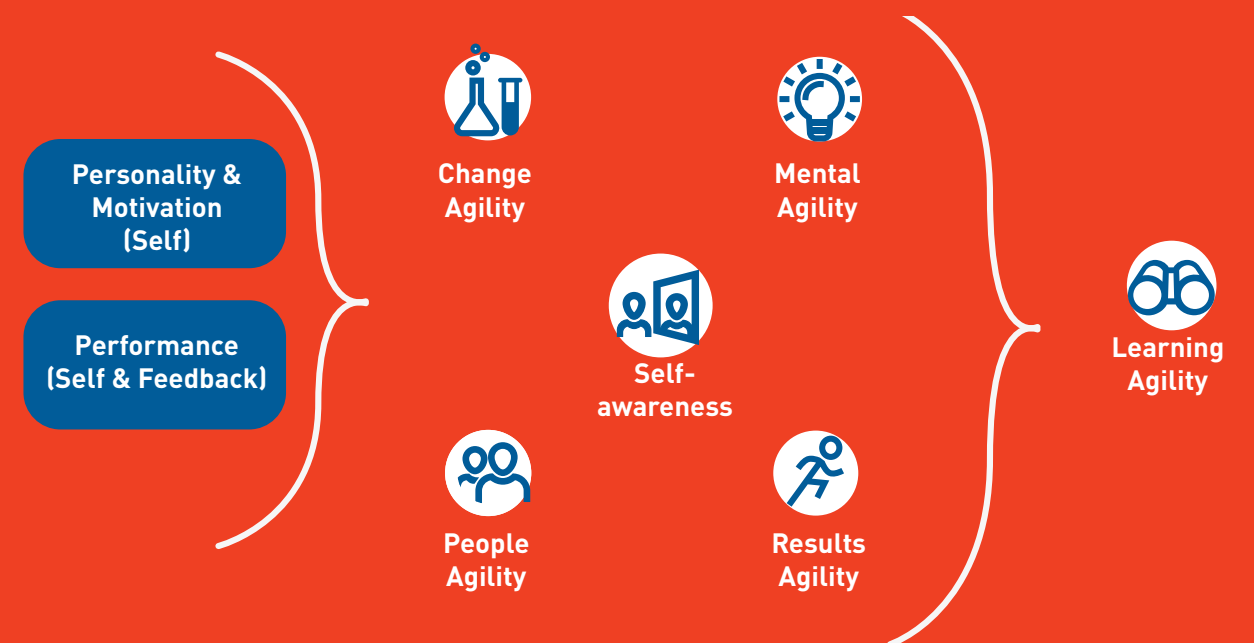 Personality &
Motivation
(Self)
Performance
(Self & Feedback)
Change
Agility
Mental
Agility
Self-
awareness
People
Agility
Results
Agility
Learning
Agility